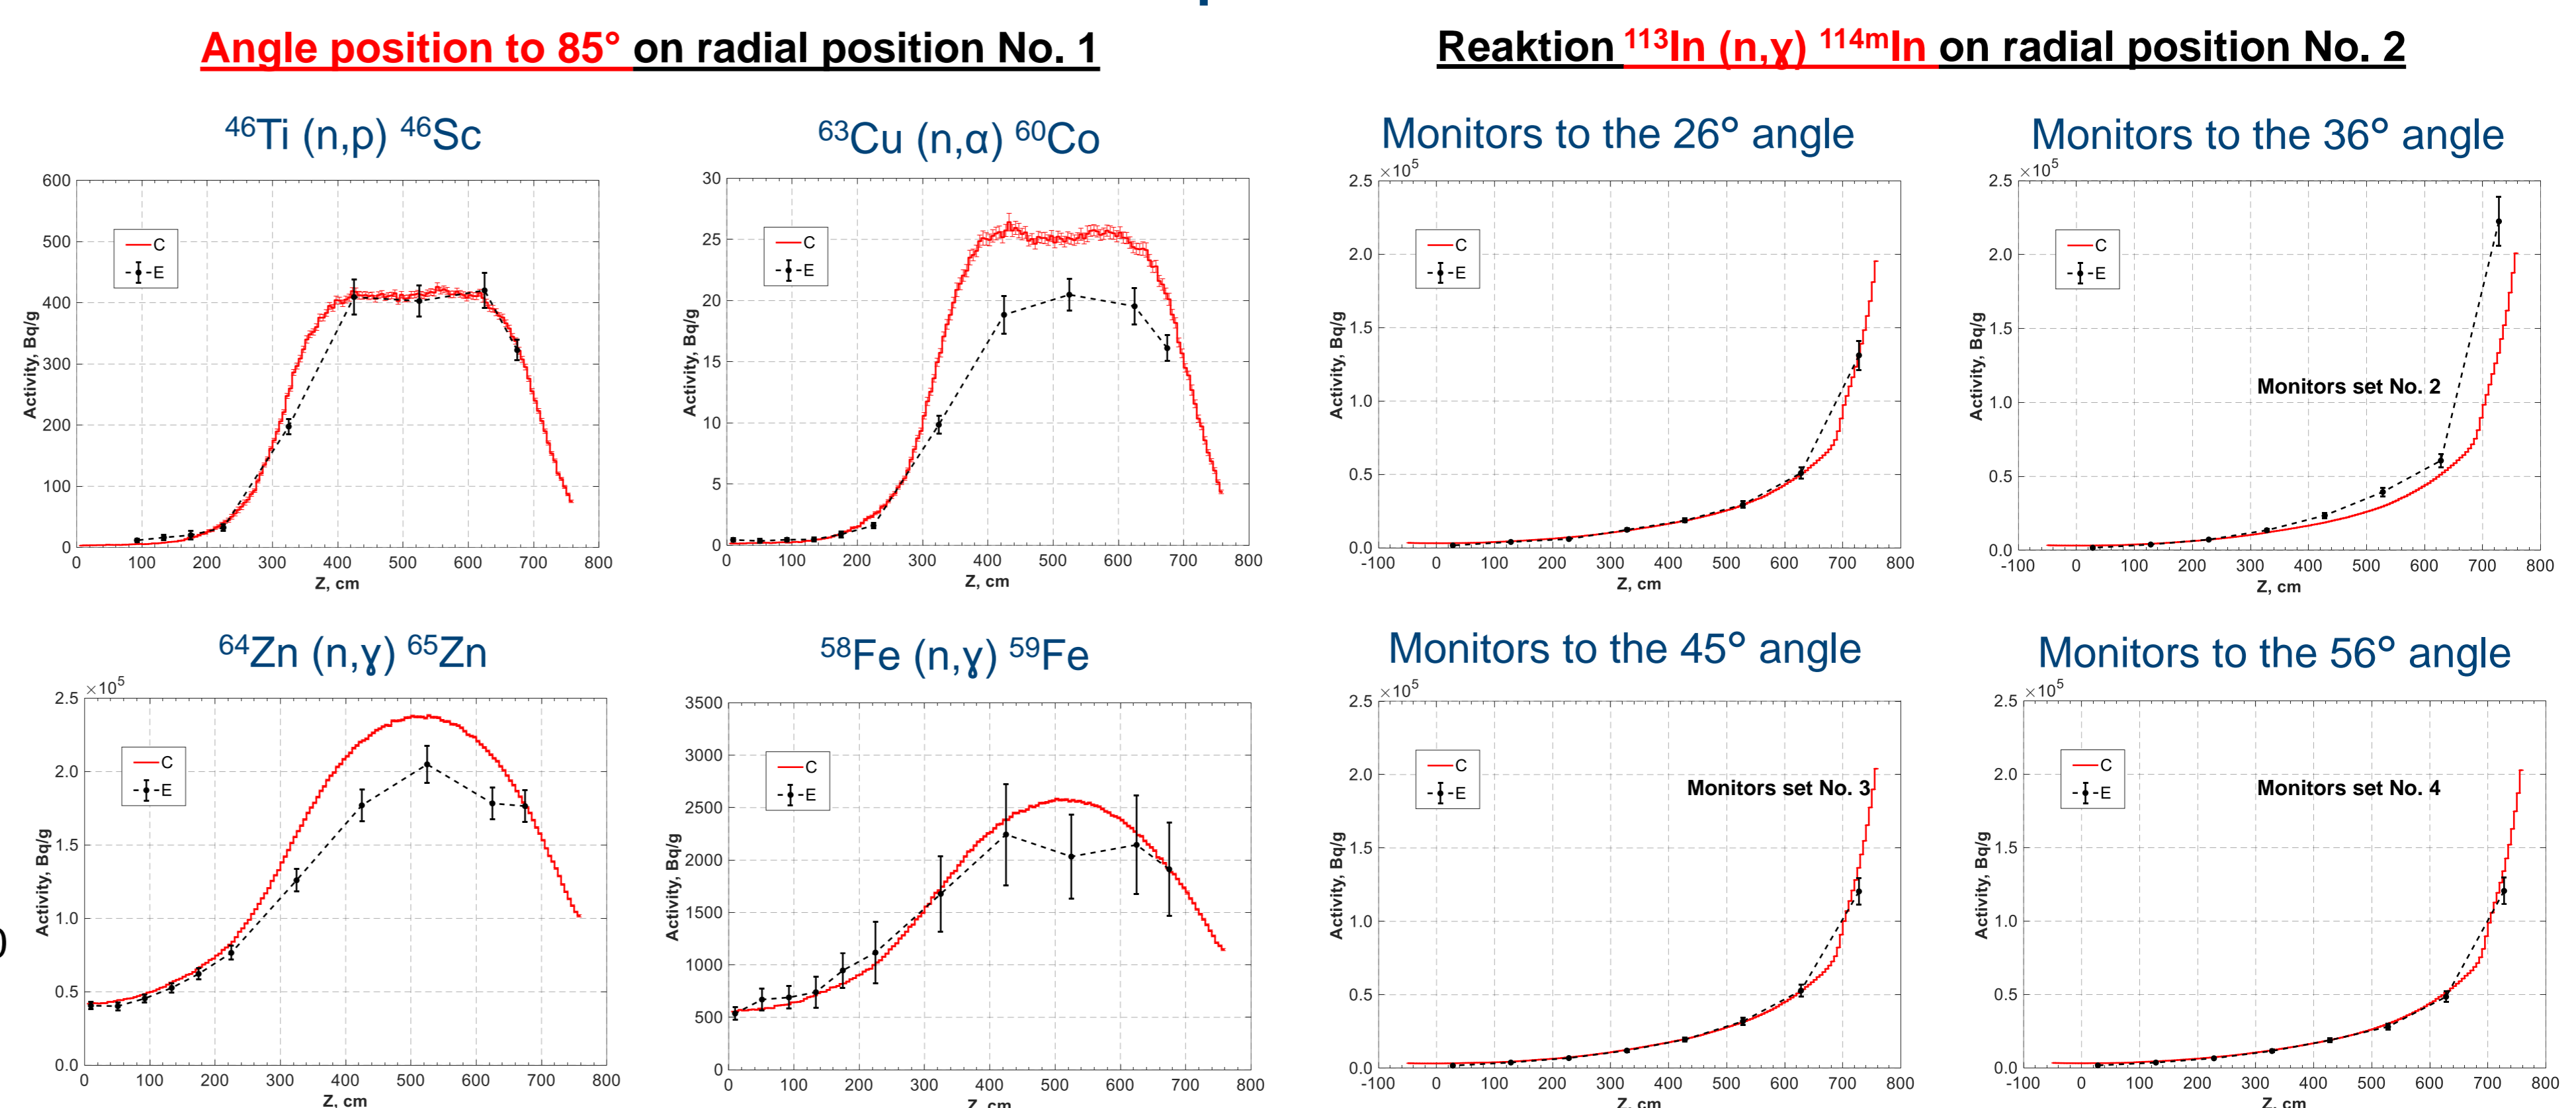 Angle position to 85° on radial position No. 1
⁴⁶Ti (n,p) ⁴⁶Sc
600
500
400
300
200
100
0
0 100 200 300 400 500 600 700 800
Activity, Bq/g
Z, cm
C
E
⁶³Cu (n,α) ⁶⁰Co
30
25
20
15
10
5
0
0 100 200 300 400 500 600 700 800
Activity, Bq/g
Z, cm
C
E
⁶⁴Zn (n,ɣ) ⁶⁵Zn
×10⁵
2.5
2.0
1.5
1.0
0.5
0.0
0 100 200 300 400 500 600 700 800
Activity, Bq/g
Z, cm
C
E
⁵⁸Fe (n,ɣ) ⁵⁹Fe
3500
3000
2500
2000
1500
1000
500
0
0 100 200 300 400 500 600 700 800
Activity, Bq/g
Z, cm
C
E
Reaktion ¹¹³In (n,ɣ) ¹¹⁴ᵐIn on radial position No. 2
Monitors to the 26° angle
×10⁵
2.5
2.0
1.5
1.0
0.5
0.0
-100 0 100 200 300 400 500 600 700 800
Activity, Bq/g
Z, cm
C
E
Monitors to the 36° angle
×10⁵
2.5
2.0
1.5
1.0
0.5
0.0
-100 0 100 200 300 400 500 600 700 800
Activity, Bq/g
Z, cm
C
E
Monitors set No. 2
Monitors to the 45° angle
×10⁵
2.5
2.0
1.5
1.0
0.5
0.0
-100 0 100 200 300 400 500 600 700 800
Activity, Bq/g
Z, cm
C
E
Monitors set No. 3
Monitors to the 56° angle
×10⁵
2.5
2.0
1.5
1.0
0.5
0.0
-100 0 100 200 300 400 500 600 700 800
Activity, Bq/g
Z, cm
C
E
Monitors set No. 4